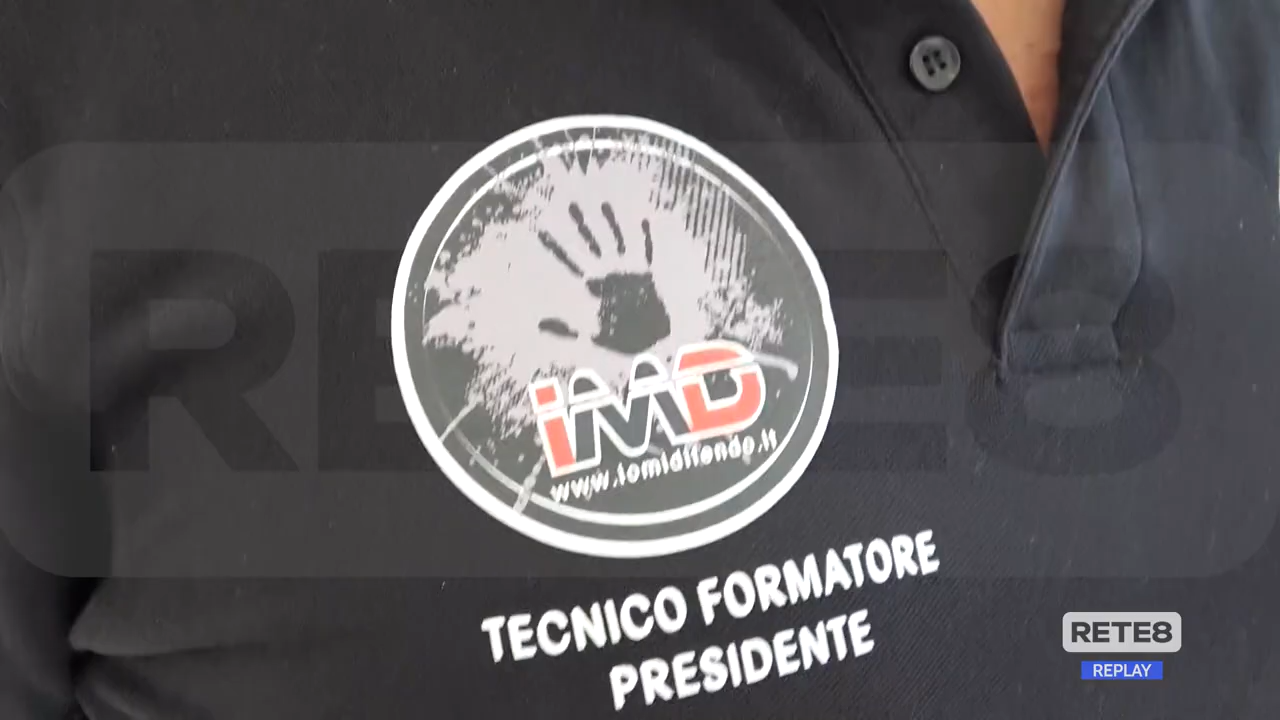 RETE8
iMD
www.iomidifendo.it
TECNICO FORMATORE
PRESIDENTE
RETE8
REPLAY